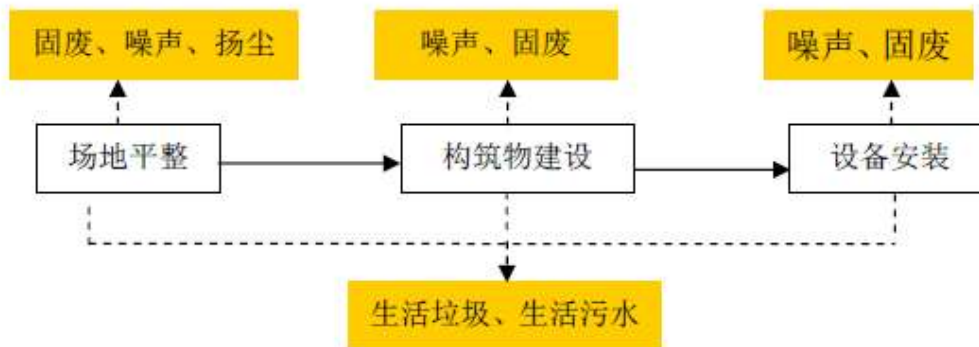 固废、噪声、扬尘
噪声、固废
噪声、固废
场地平整
构筑物建设
设备安装
生活垃圾、生活污水